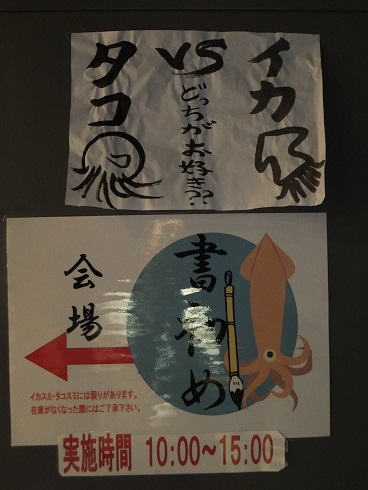 イカ
VS
タコ
どっちがお好き??
書初め
会場
イカスミ・タコスミには限りがあります。
在庫がなくなった際にはご了承下さい。
実施時間 10:00～15:00